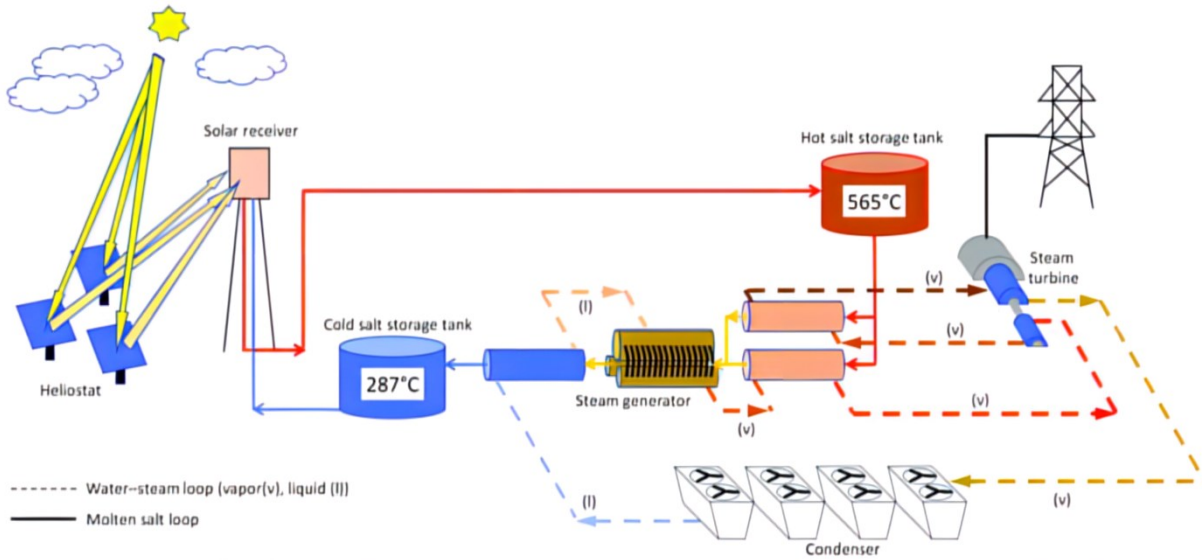 Solar receiver
Hot salt storage tank
565°C
Steam
turbine
(v)
(l)
(v)
Cold salt storage tank
287°C
Heliostat
Steam generator
(v)
(v)
Water-steam loop (vapor(v), liquid (l))
(l)
(v)
Molten salt loop
Condenser